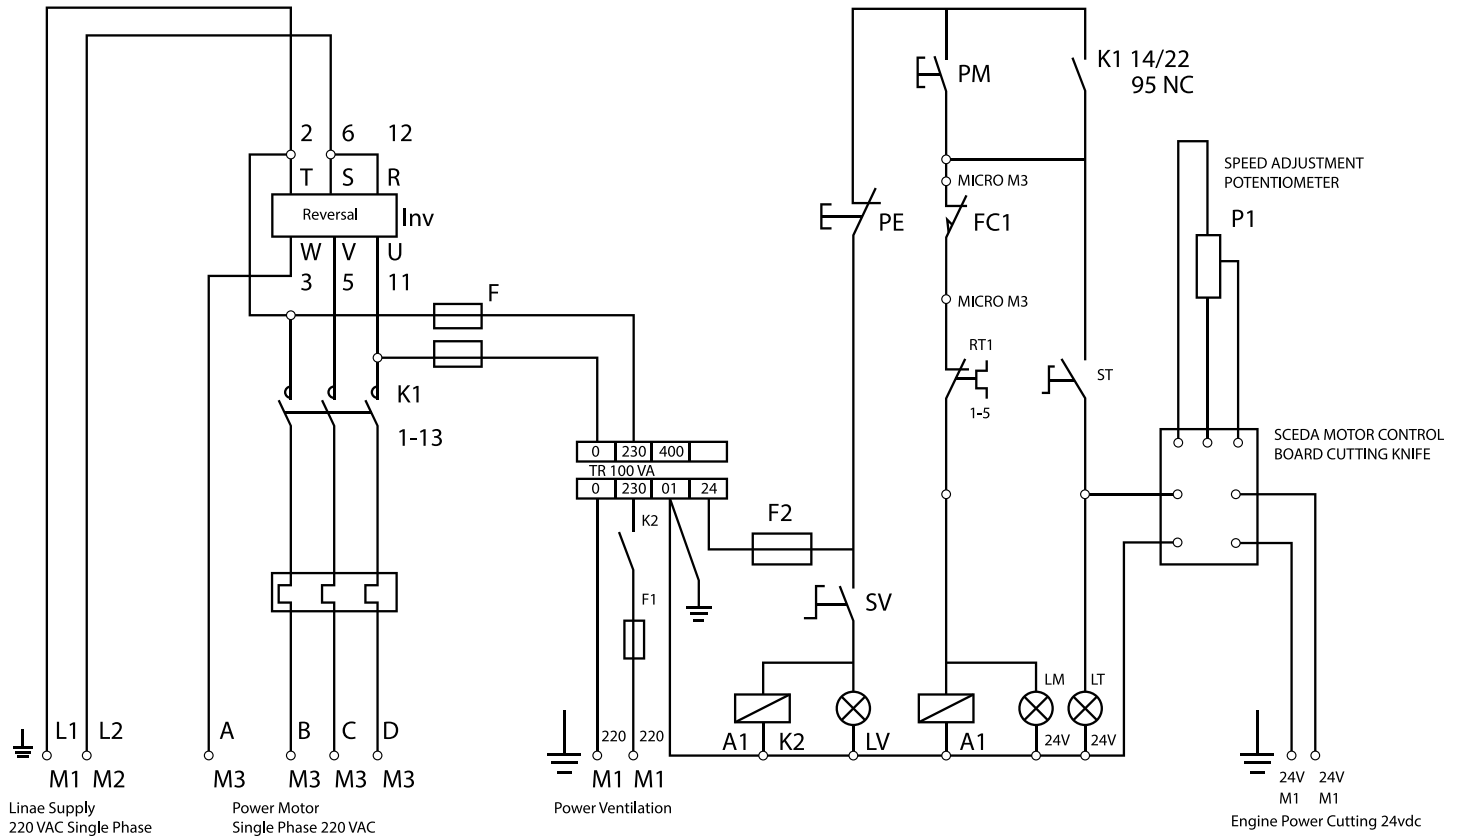 K1 14/22
95 NC
PM
2 6 12
T S R
MICRO M3
SPEED ADJUSTMENT
POTENTIOMETER
Reversal
Inv
PE
FC1
P1
W V U
3 5 11
F
MICRO M3
RT1
ST
K1
1-5
1-13
SCEDA MOTOR CONTROL
BOARD CUTTING KNIFE
0 230 400
TR 100 VA
0 230 01 24
K2
F2
F1
SV
LM LT
L1 L2 A B C D
220 220
A1 K2 LV A1 24V 24V
M1 M2 M3 M3 M3 M3
M1 M1
24V 24V
M1 M1
Linae Supply
220 VAC Single Phase
Power Motor
Single Phase 220 VAC
Power Ventilation
Engine Power Cutting 24vdc